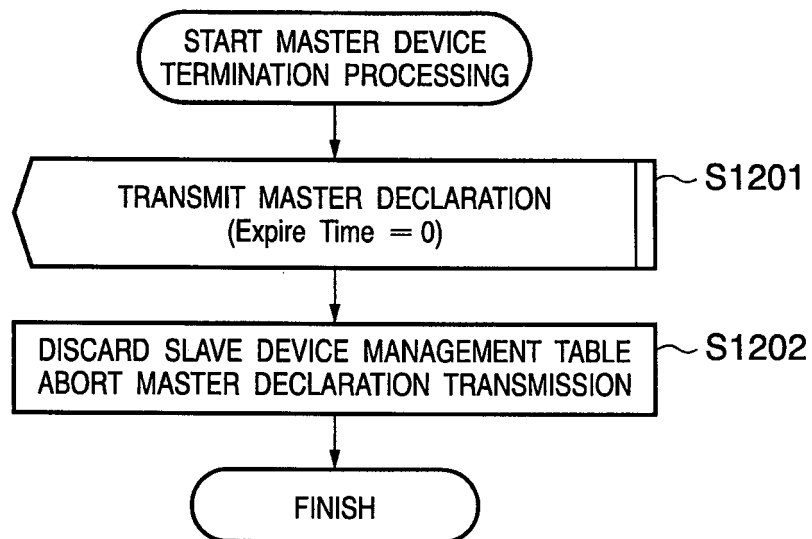 START MASTER DEVICE
TERMINATION PROCESSING
TRANSMIT MASTER DECLARATION
(Expire Time = 0)
S1201
DISCARD SLAVE DEVICE MANAGEMENT TABLE
ABORT MASTER DECLARATION TRANSMISSION
S1202
FINISH